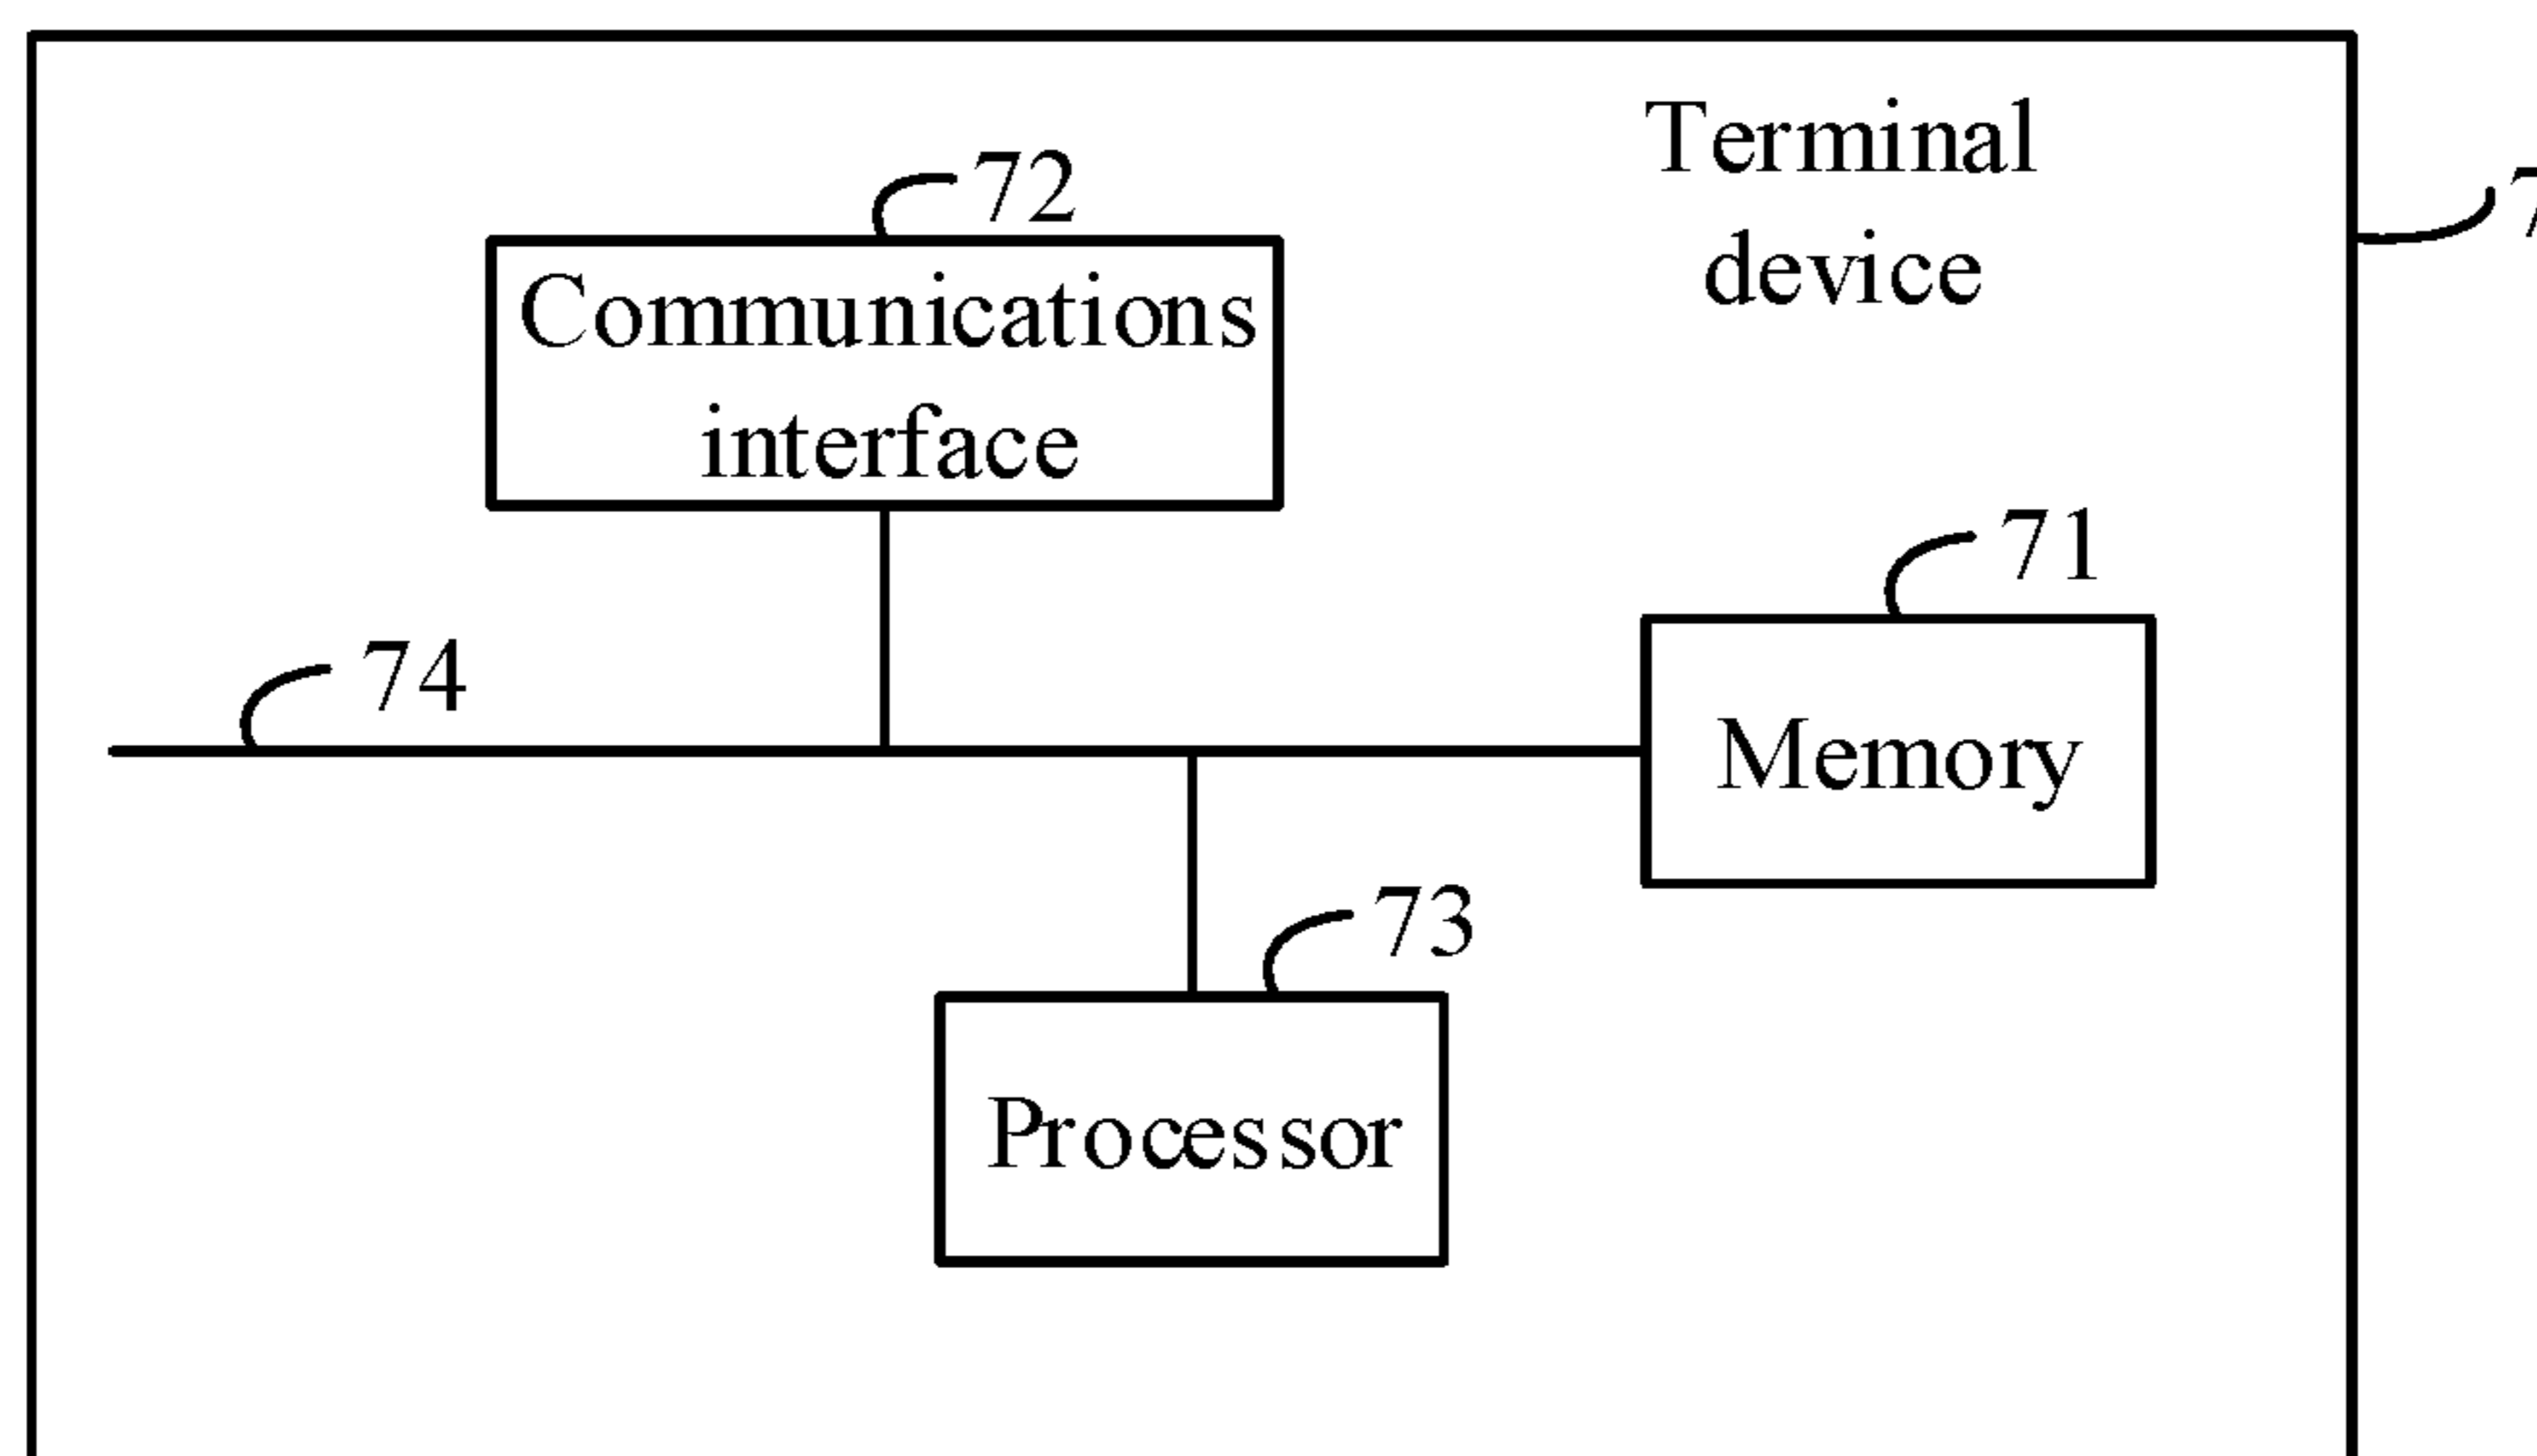 Terminal
device
72
Communications
interface
71
74
Memory
73
Processor